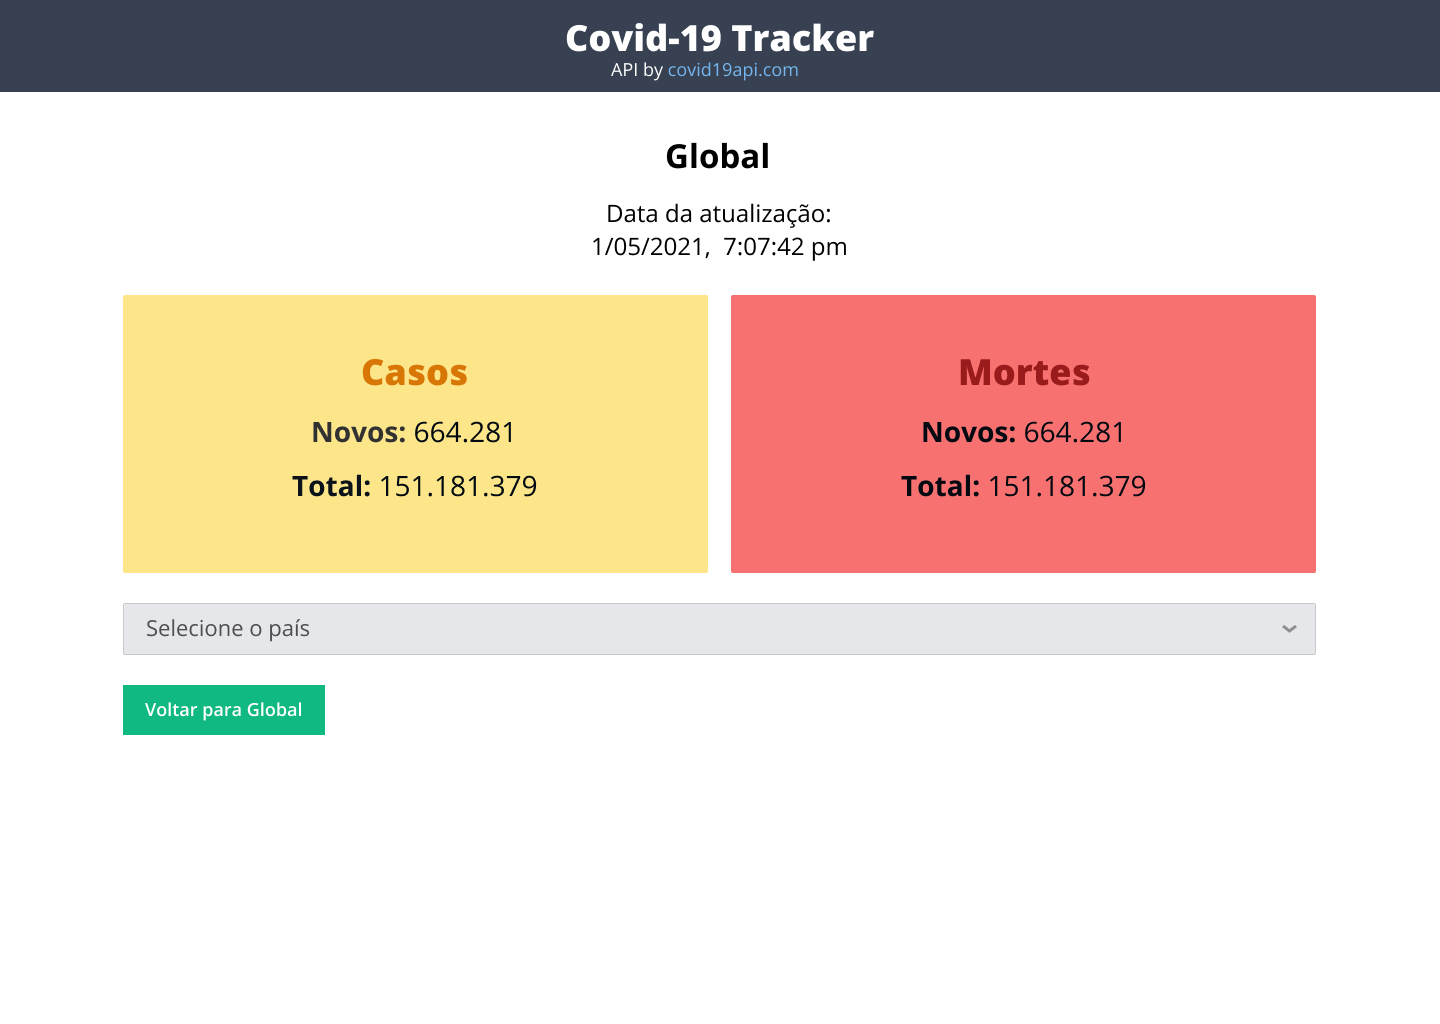 Covid-19 Tracker
API by covid19api.com
Global
Data da atualização:
1/05/2021, 7:07:42 pm
Casos
Novos: 664.281
Total: 151.181.379
Mortes
Novos: 664.281
Total: 151.181.379
Selecione o país
Voltar para Global